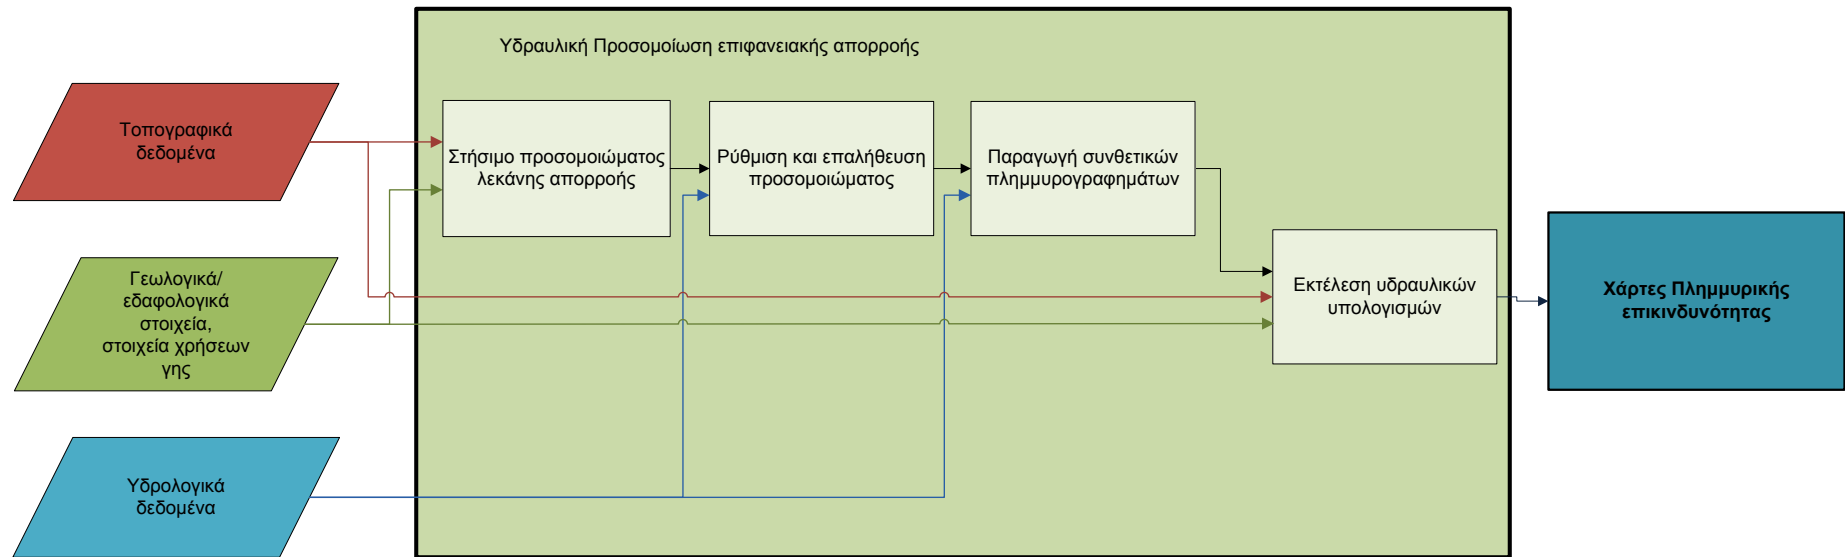 Υδραυλική Προσομοίωση επιφανειακής απορροής
Τοπογραφικά
δεδομένα
Στήσιμο προσομοιώματος
λεκάνης απορροής
Ρύθμιση και επαλήθευση
προσομοιώματος
Παραγωγή συνθετικών
πλημμυρογραφημάτων
Γεωλογικά/
εδαφολογικά
στοιχεία,
στοιχεία χρήσεων
γης
Εκτέλεση υδραυλικών
υπολογισμών
Χάρτες Πλημμυρικής
επικινδυνότητας
Υδρολογικά
δεδομένα